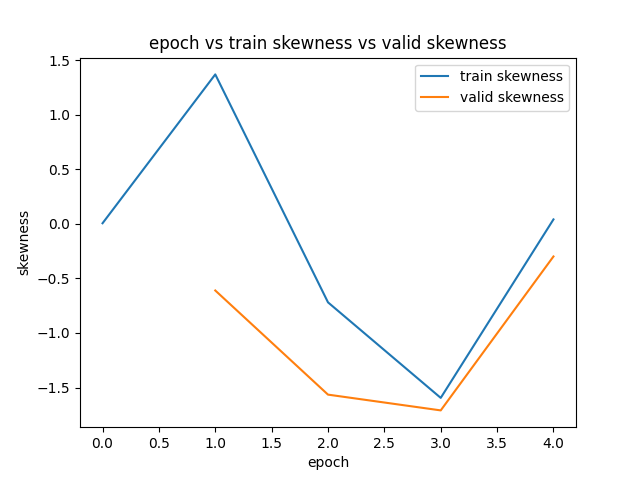 epoch vs train skewness vs valid skewness
train skewness
valid skewness
1.5
1.0
0.5
0.0
−0.5
−1.0
−1.5
skewness
0.0 0.5 1.0 1.5 2.0 2.5 3.0 3.5 4.0
epoch